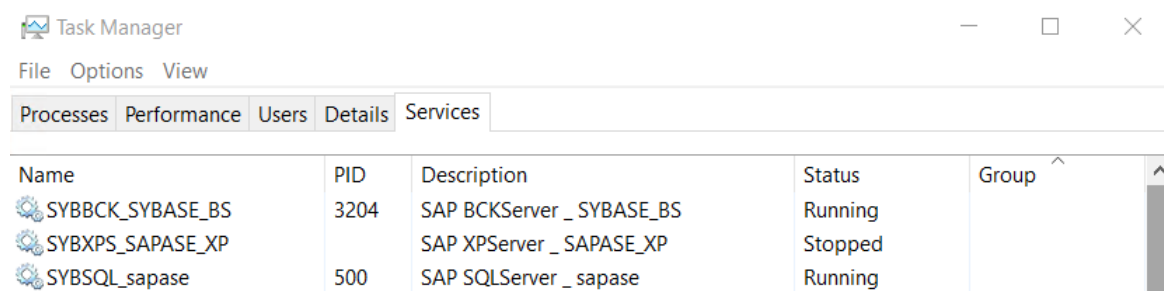 Task Manager
File Options View
Processes Performance Users Details Services
Name PID Description Status Group
SYBBCK_SYBASE_BS 3204 SAP BCKServer _ SYBASE_BS Running
SYBXPS_SAPASE_XP SAP XPServer _ SAPASE_XP Stopped
SYBSQL_sapase 500 SAP SQLServer _ sapase Running